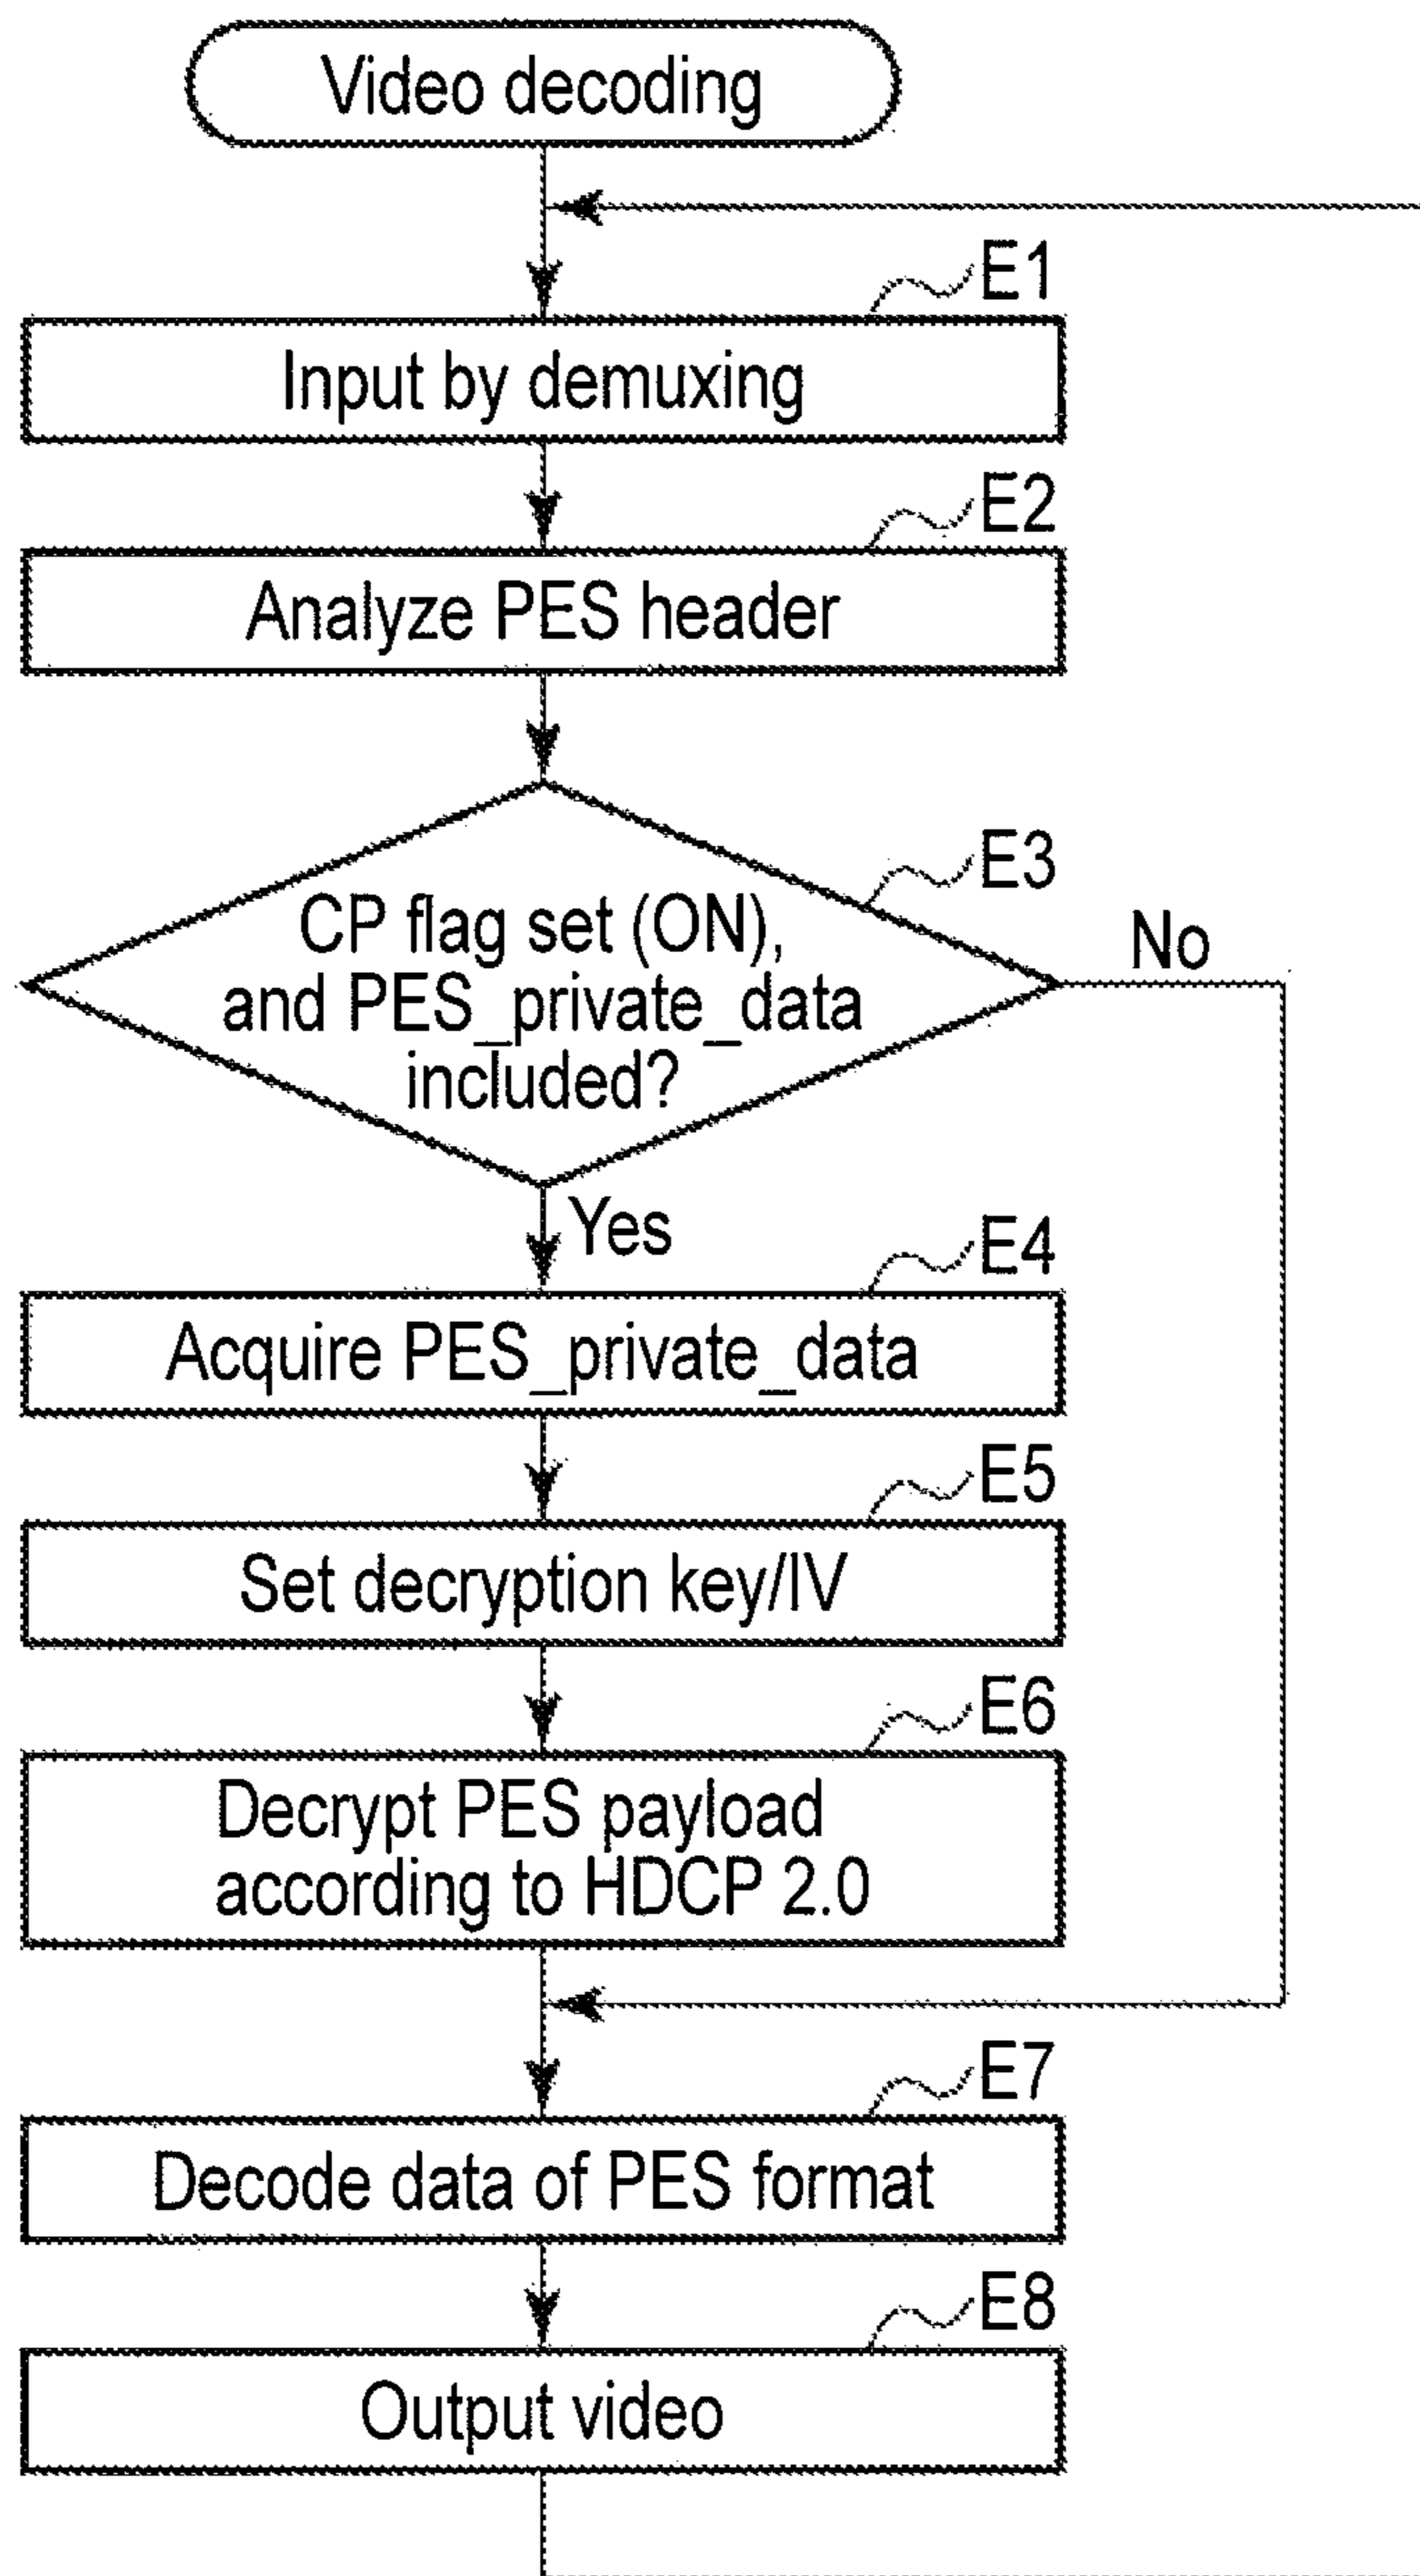 Video decoding
E1
Input by demuxing
E2
Analyze PES header
E3
CP flag set (ON),
and PES_private_data
included?
No
Yes
E4
Acquire PES_private_data
E5
Set decryption key/IV
E6
Decrypt PES payload
according to HDCP 2.0
E7
Decode data of PES format
E8
Output video